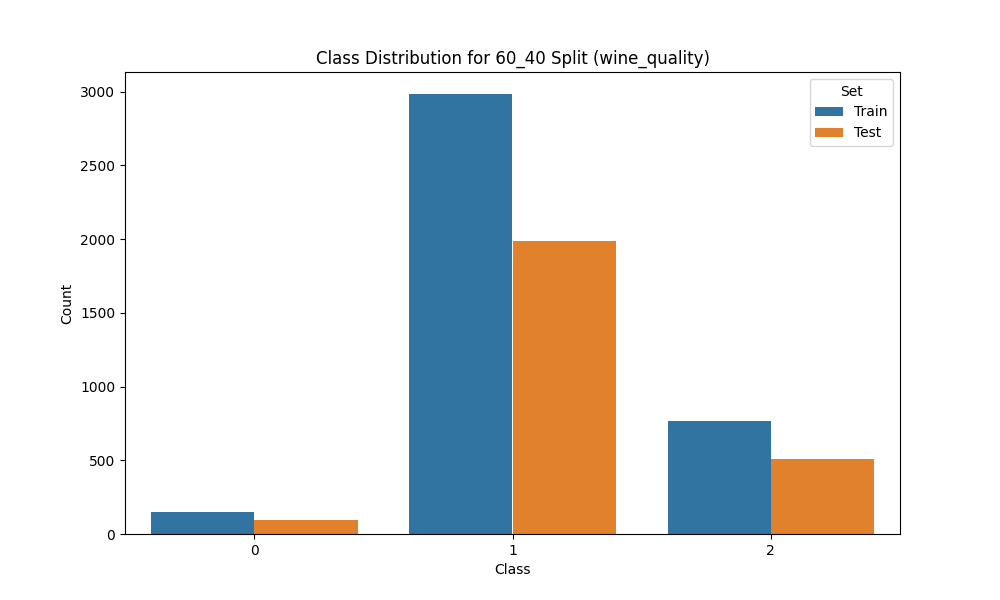 Class Distribution for 60_40 Split (wine_quality)
Set
Train
Test
3000
2500
2000
1500
1000
500
0
Count
0 1 2
Class